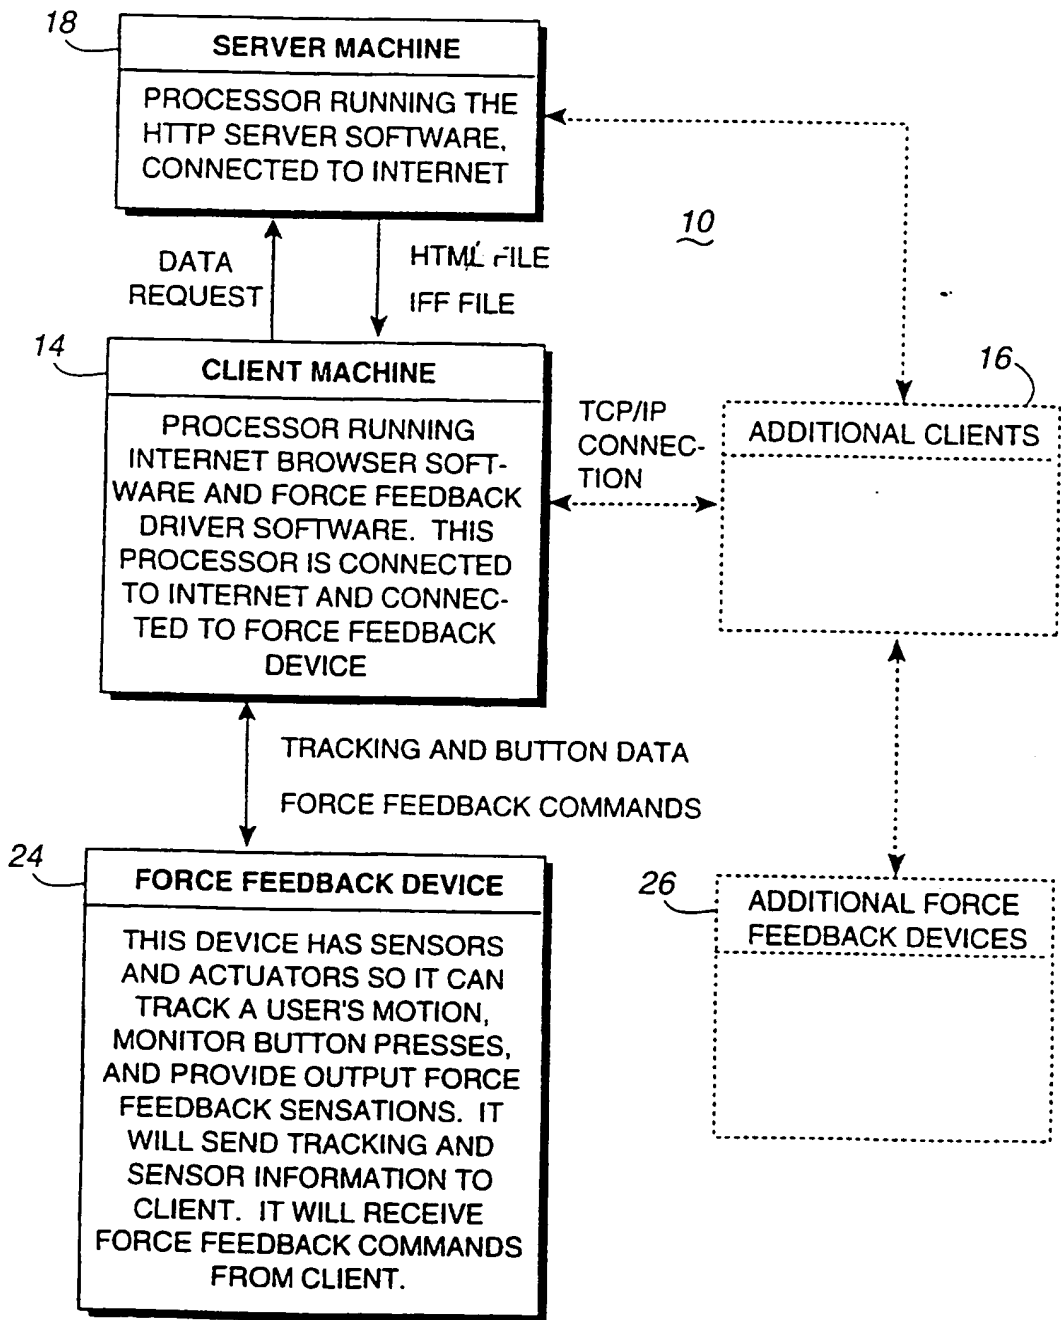 18
SERVER MACHINE
PROCESSOR RUNNING THE
HTTP SERVER SOFTWARE,
CONNECTED TO INTERNET
10
DATA
REQUEST
HTML FILE
IFF FILE
14
CLIENT MACHINE
PROCESSOR RUNNING
INTERNET BROWSER SOFT-
WARE AND FORCE FEEDBACK
DRIVER SOFTWARE. THIS
PROCESSOR IS CONNECTED
TO INTERNET AND CONNEC-
TED TO FORCE FEEDBACK
DEVICE
TCP/IP
CONNEC-
TION
16
ADDITIONAL CLIENTS
TRACKING AND BUTTON DATA
FORCE FEEDBACK COMMANDS
24
FORCE FEEDBACK DEVICE
THIS DEVICE HAS SENSORS
AND ACTUATORS SO IT CAN
TRACK A USER'S MOTION,
MONITOR BUTTON PRESSES,
AND PROVIDE OUTPUT FORCE
FEEDBACK SENSATIONS. IT
WILL SEND TRACKING AND
SENSOR INFORMATION TO
CLIENT. IT WILL RECEIVE
FORCE FEEDBACK COMMANDS
FROM CLIENT.
26
ADDITIONAL FORCE
FEEDBACK DEVICES